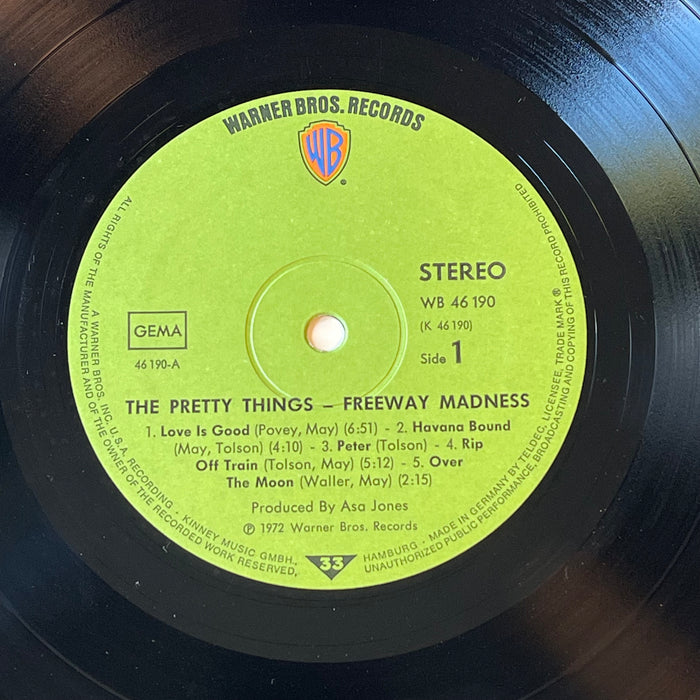 WARNER BROS. RECORDS
WB
®
STEREO
WB 46 190
(K 46 190)
Side 1
GEMA
46 190-A
THE PRETTY THINGS – FREEWAY MADNESS
1. Love Is Good (Povey, May) (6:51) - 2. Havana Bound
(May, Tolson) (4:10) - 3. Peter (Tolson) - 4. Rip
Off Train (Tolson, May) (5:12) - 5. Over
The Moon (Waller, May) (2:15)
Produced By Asa Jones
℗ 1972 Warner Bros. Records
33
ALL RIGHTS OF THE MANUFACTURER AND OF THE OWNER OF THE RECORDED WORK RESERVED,
UNAUTHORIZED PUBLIC PERFORMANCE, BROADCASTING AND COPYING OF THIS RECORD PROHIBITED
A WARNER BROS. INC. U.S.A. RECORDING · KINNEY MUSIC GMBH.,
HAMBURG · MADE IN GERMANY BY TELDEC, LICENSEE, TRADE MARK ®